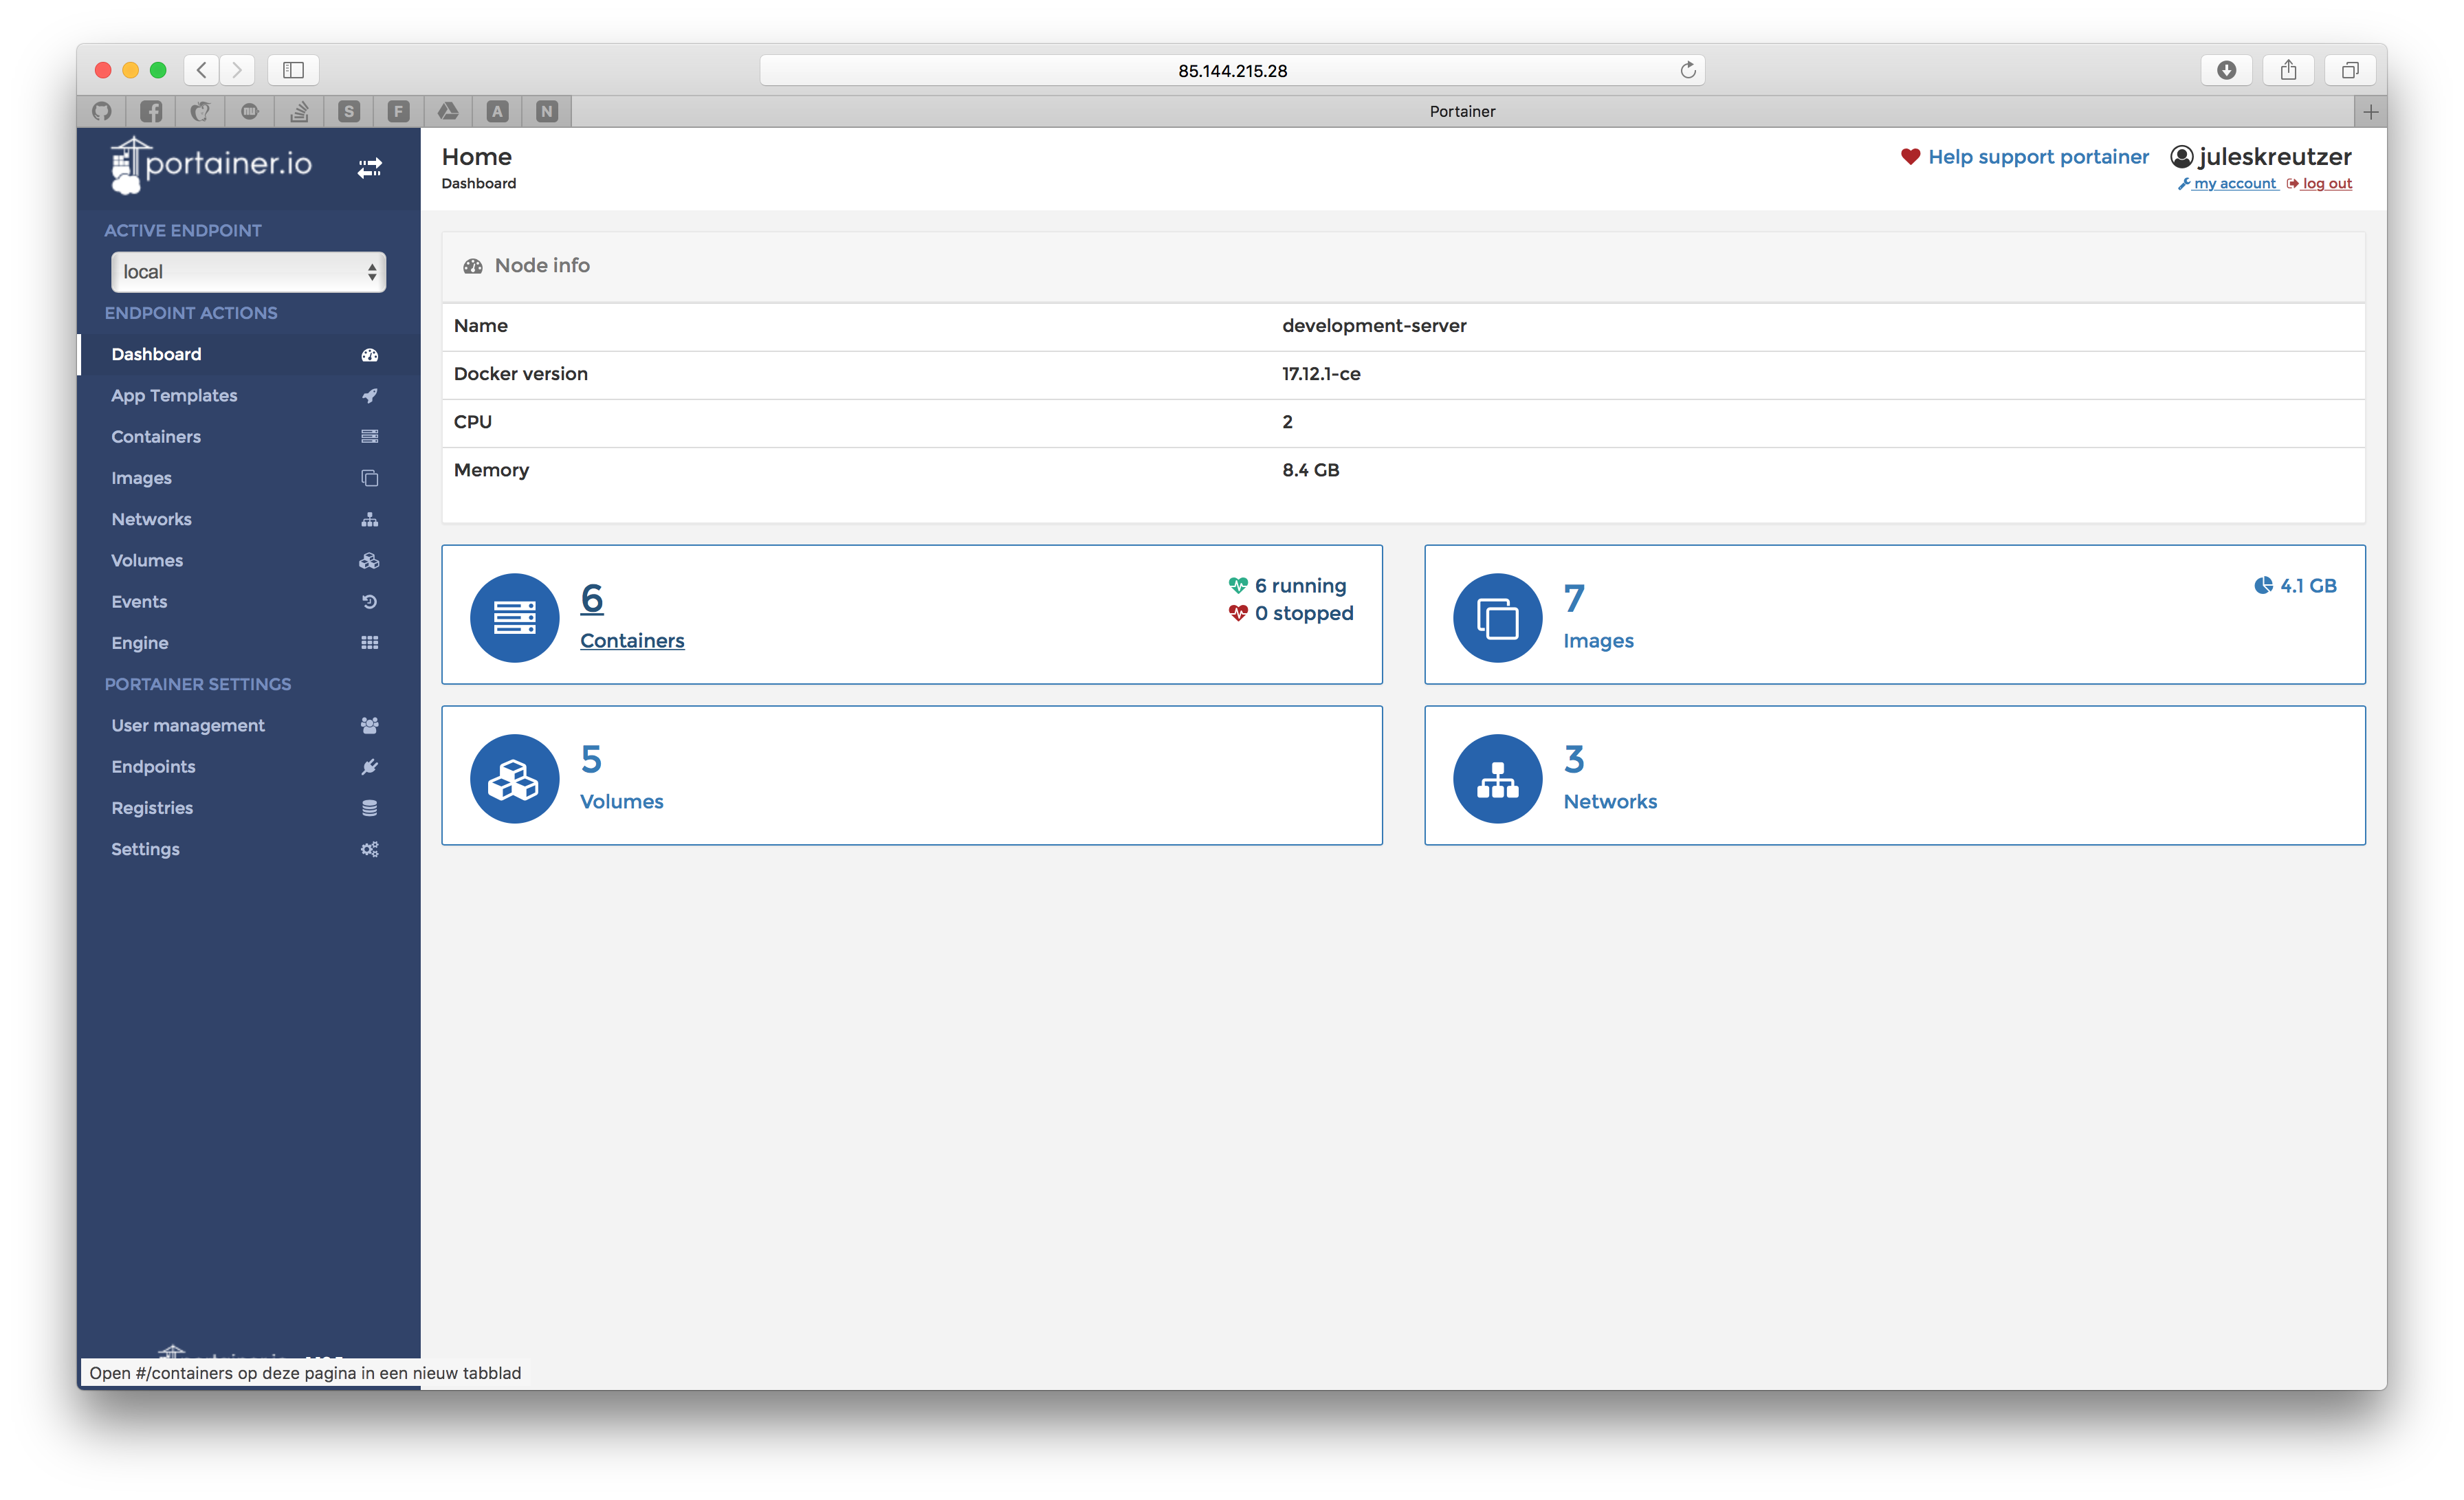 85.144.215.28
S
F
A
N
Portainer
portainer.io
Home
Dashboard
Help support portainer
juleskreutzer
my account log out
ACTIVE ENDPOINT
local
ENDPOINT ACTIONS
Dashboard
App Templates
Containers
Images
Networks
Volumes
Events
Engine
PORTAINER SETTINGS
User management
Endpoints
Registries
Settings
Node info
Name development-server
Docker version 17.12.1-ce
CPU 2
Memory 8.4 GB
6
Containers
6 running
0 stopped
7
Images
4.1 GB
5
Volumes
3
Networks
Open #/containers op deze pagina in een nieuw tabblad